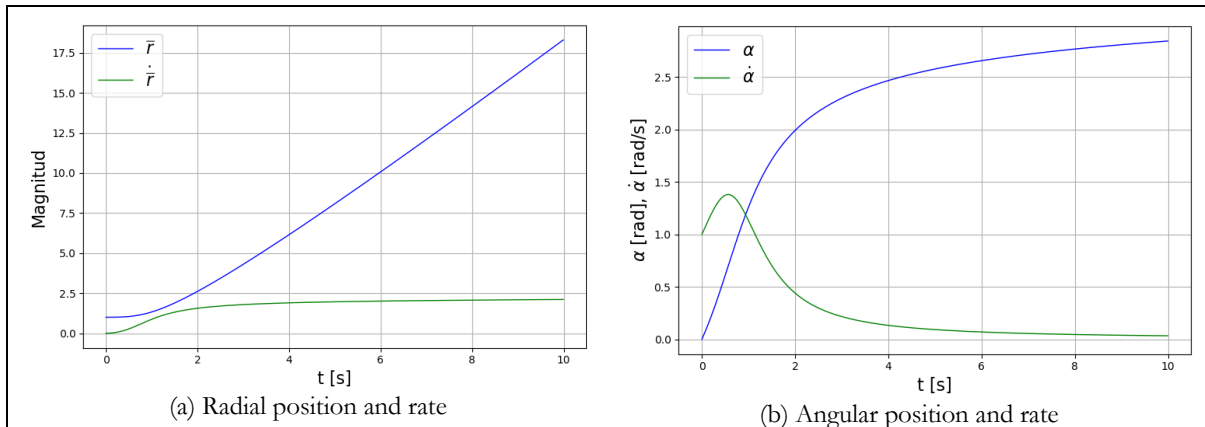 r̄
r̄̇
Magnitud
17.5
15.0
12.5
10.0
7.5
5.0
2.5
0.0
0 2 4 6 8 10
t [s]
(a) Radial position and rate
α
α̇
α [rad], α̇ [rad/s]
2.5
2.0
1.5
1.0
0.5
0.0
0 2 4 6 8 10
t [s]
(b) Angular position and rate